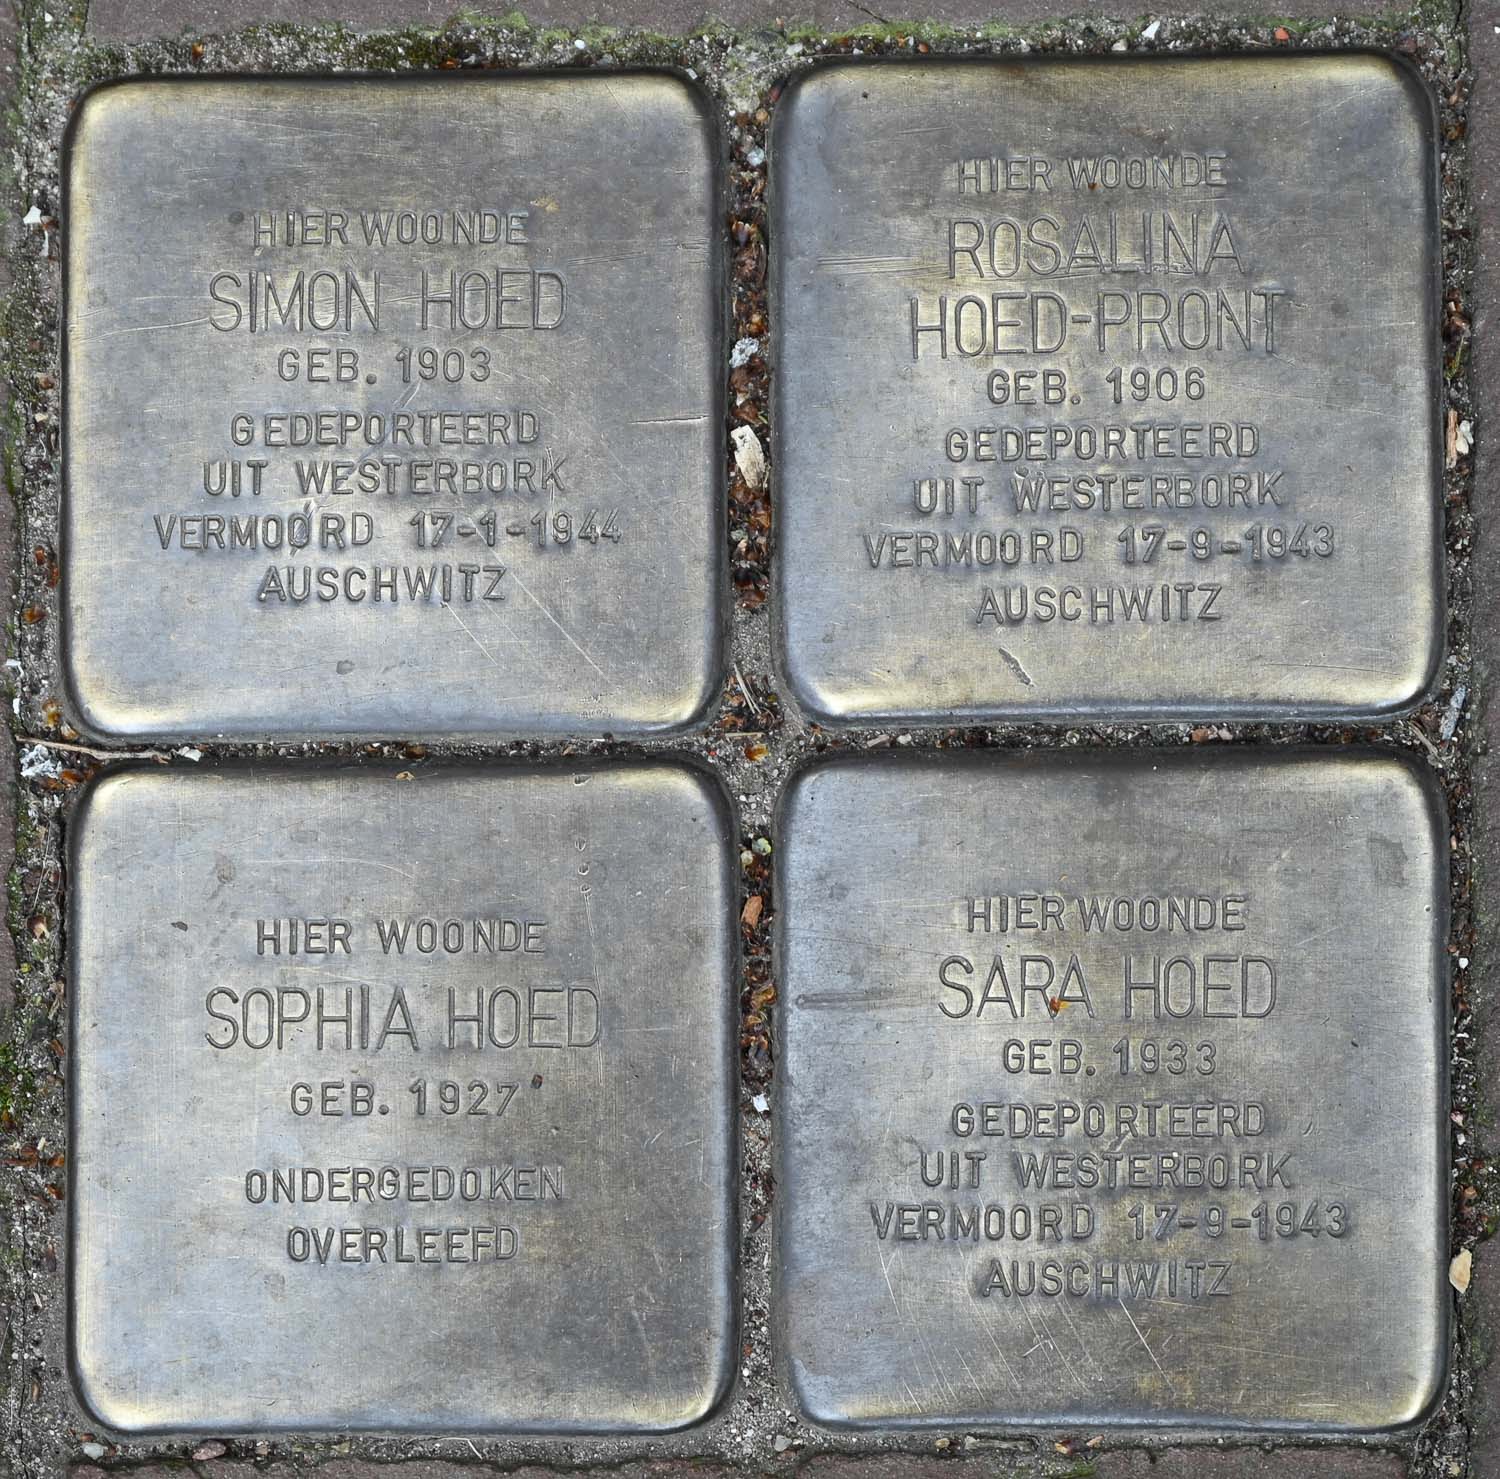 HIER WOONDE
SIMON HOED
GEB. 1903
GEDEPORTEERD
UIT WESTERBORK
VERMOORD 17-1-1944
AUSCHWITZ
HIER WOONDE
ROSALINA
HOED-PRONT
GEB. 1906
GEDEPORTEERD
UIT WESTERBORK
VERMOORD 17-9-1943
AUSCHWITZ
HIER WOONDE
SOPHIA HOED
GEB. 1927
ONDERGEDOKEN
OVERLEEFD
HIER WOONDE
SARA HOED
GEB. 1933
GEDEPORTEERD
UIT WESTERBORK
VERMOORD 17-9-1943
AUSCHWITZ